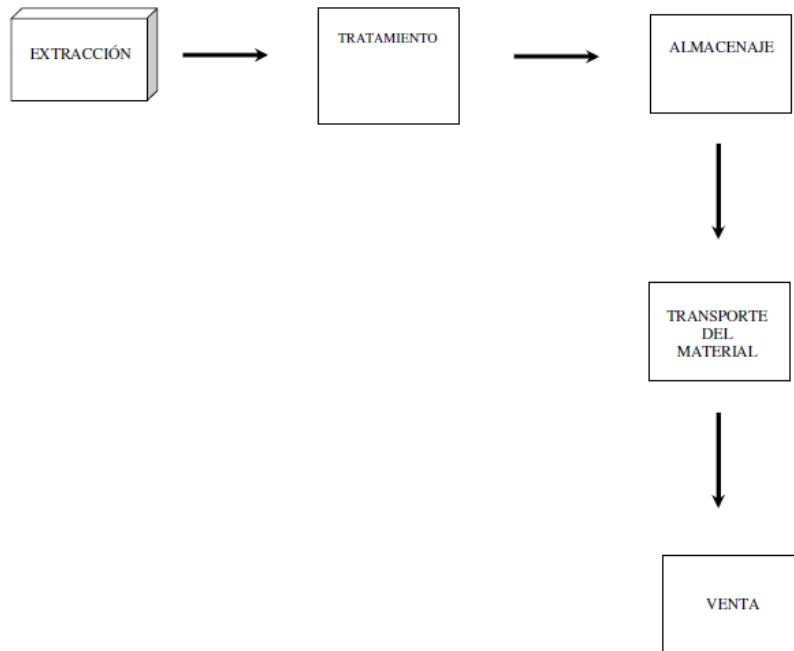 EXTRACCIÓN
TRATAMIENTO
ALMACENAJE
TRANSPORTE
DEL
MATERIAL
VENTA